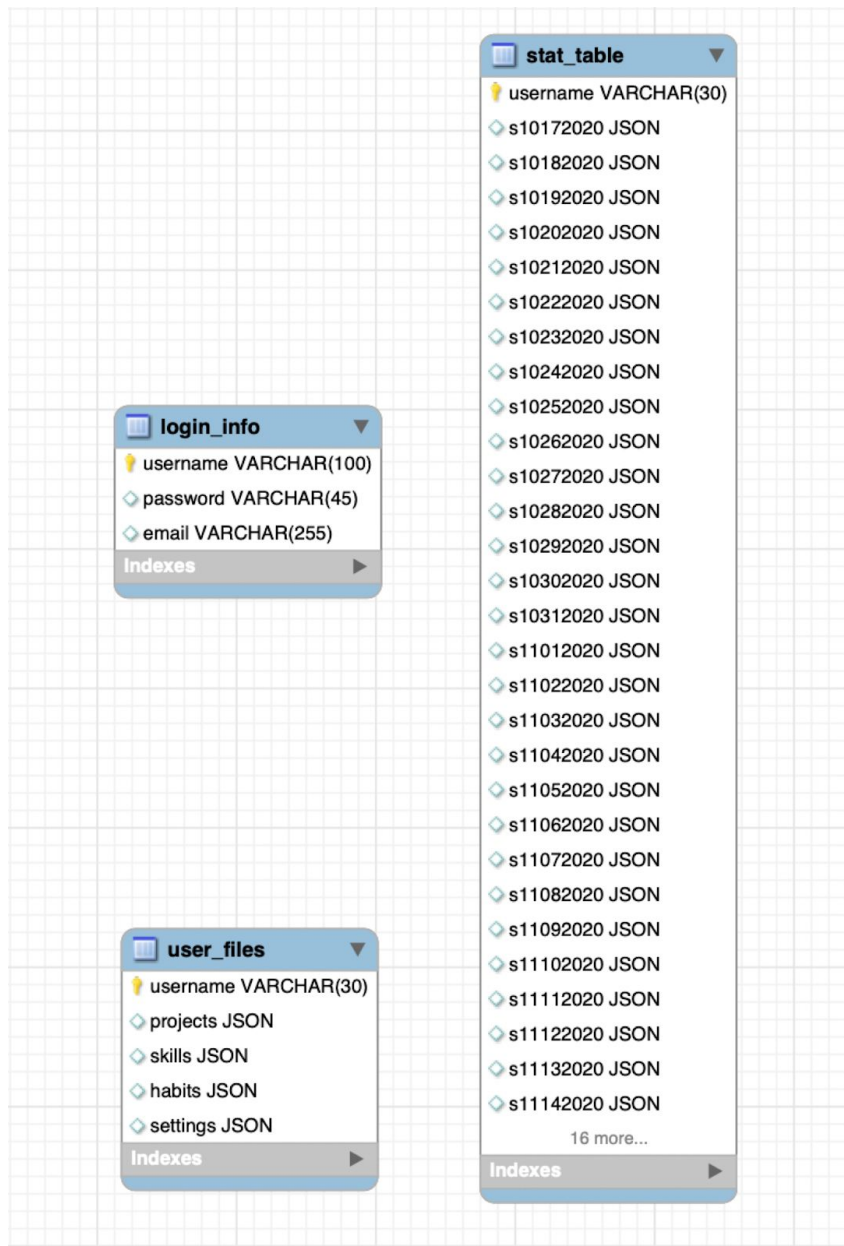 stat_table
username VARCHAR(30)
s10172020 JSON
s10182020 JSON
s10192020 JSON
s10202020 JSON
s10212020 JSON
s10222020 JSON
s10232020 JSON
s10242020 JSON
s10252020 JSON
s10262020 JSON
s10272020 JSON
s10282020 JSON
s10292020 JSON
s10302020 JSON
s10312020 JSON
s11012020 JSON
s11022020 JSON
s11032020 JSON
s11042020 JSON
s11052020 JSON
s11062020 JSON
s11072020 JSON
s11082020 JSON
s11092020 JSON
s11102020 JSON
s11112020 JSON
s11122020 JSON
s11132020 JSON
s11142020 JSON
16 more...
Indexes
login_info
username VARCHAR(100)
password VARCHAR(45)
email VARCHAR(255)
Indexes
user_files
username VARCHAR(30)
projects JSON
skills JSON
habits JSON
settings JSON
Indexes